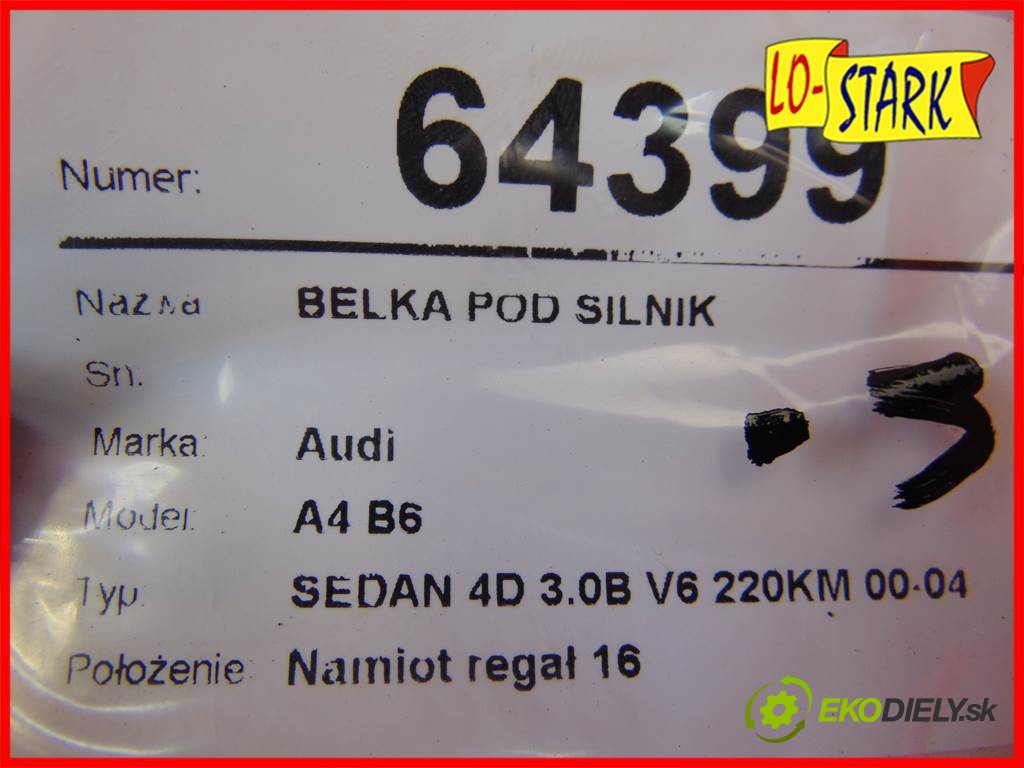 LO-STARK
Numer: 64399
Nazwa BELKA POD SILNIK
Sn.
Marka: Audi
Model: A4 B6
Typ: SEDAN 4D 3.0B V6 220KM 00-04
Położenie Namiot regał 16
EKODIELY.sk